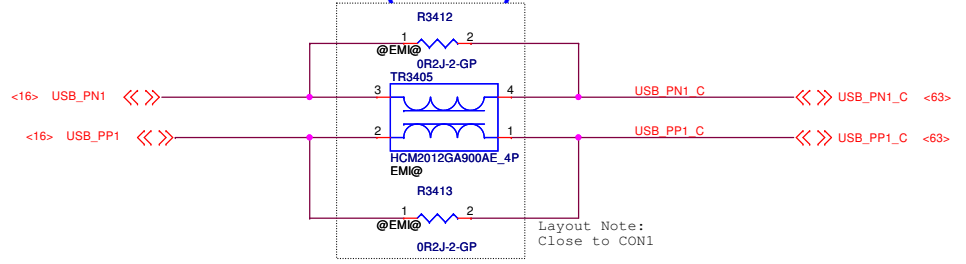 R3412
1 2
@EMI@
0R2J-2-GP
TR3405
<16> USB_PN1 3 4 USB_PN1_C USB_PN1_C <63>
<16> USB_PP1 2 1 USB_PP1_C USB_PP1_C <63>
HCM2012GA900AE_4P
EMI@
R3413
1 2
@EMI@
0R2J-2-GP
Layout Note:
Close to CON1